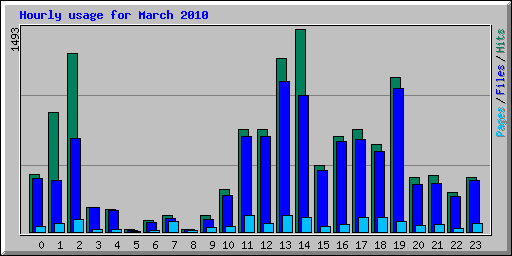 Hourly usage for March 2010
1493
Pages/Files/Hits
0 1 2 3 4 5 6 7 8 9 10 11 12 13 14 15 16 17 18 19 20 21 22 23